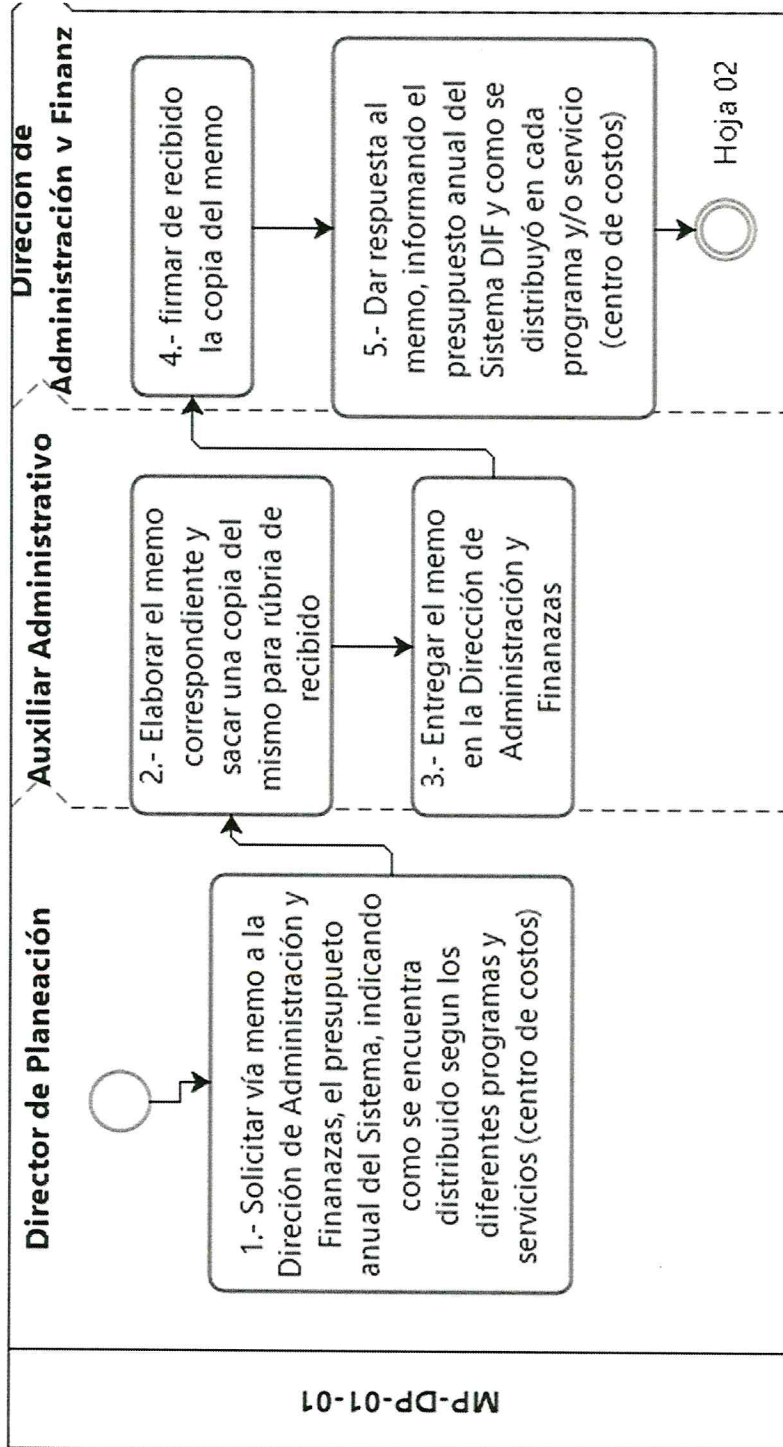 MP-DP-01-01
Director de Planeación
1.- Solicitar vía memo a la
Direción de Administración y
Finanazas, el presupueto
anual del Sistema, indicando
como se encuentra
distribuido segun los
diferentes programas y
servicios (centro de costos)
Auxiliar Administrativo
2.- Elaborar el memo
correspondiente y
sacar una copia del
mismo para rúbria de
recibido
3.- Entregar el memo
en la Dirección de
Administración y
Finanazas
Direcion de
Administración y Finanz
4.- firmar de recibido
la copia del memo
5.- Dar respuesta al
memo, informando el
presupuesto anual del
Sistema DIF y como se
distribuyó en cada
programa y/o servicio
(centro de costos)
Hoja 02